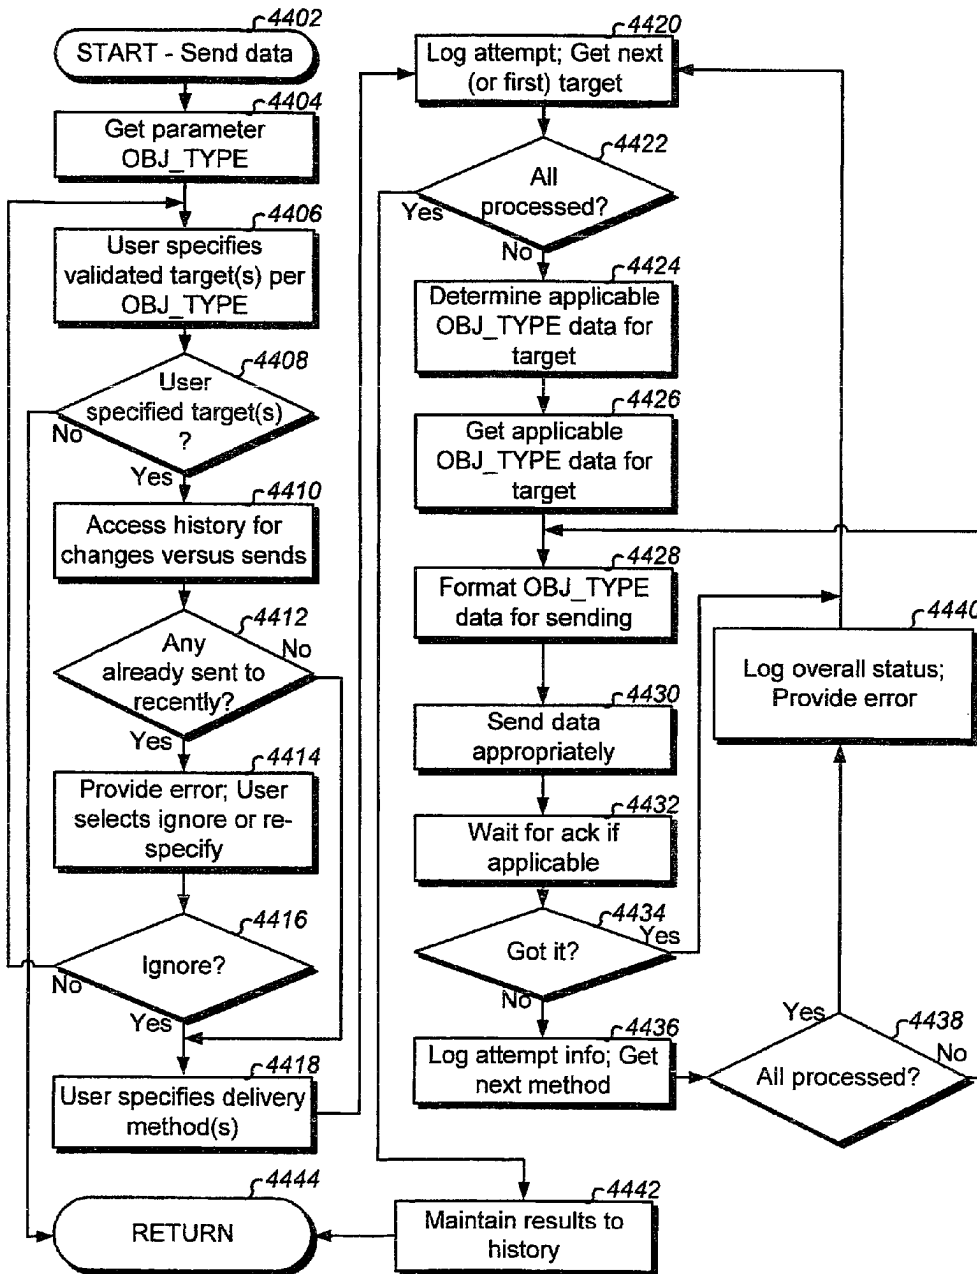 4402
START - Send data
4404
Get parameter
OBJ_TYPE
4406
User specifies
validated target(s) per
OBJ_TYPE
4408
User
specified target(s)
?
No
Yes
4410
Access history for
changes versus sends
4412
Any
already sent to
recently?
No
Yes
4414
Provide error; User
selects ignore or re-
specify
4416
Ignore?
No
Yes
4418
User specifies delivery
method(s)
4444
RETURN
4420
Log attempt; Get next
(or first) target
4422
All
processed?
Yes
No
4424
Determine applicable
OBJ_TYPE data for
target
4426
Get applicable
OBJ_TYPE data for
target
4428
Format OBJ_TYPE
data for sending
4430
Send data
appropriately
4432
Wait for ack if
applicable
4434
Got it?
Yes
No
4436
Log attempt info; Get
next method
4438
All processed?
Yes
No
4440
Log overall status;
Provide error
4442
Maintain results to
history